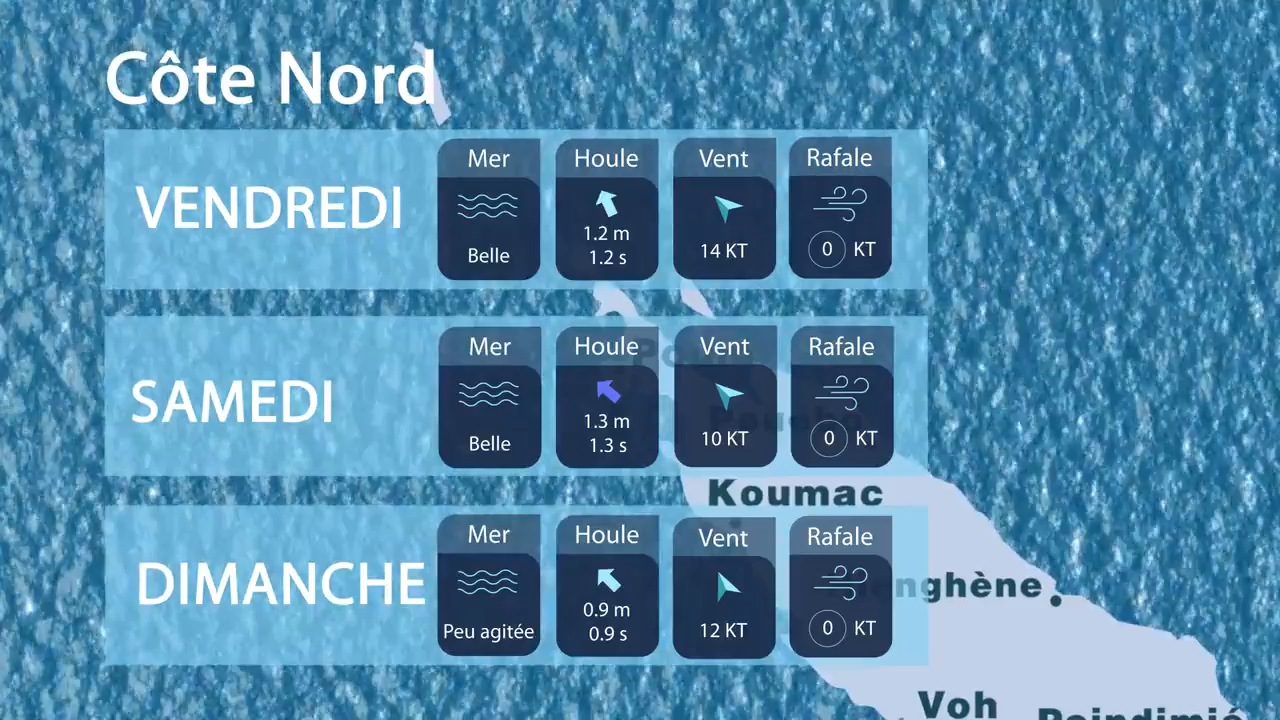 Côte Nord
VENDREDI
Mer
Houle
Vent
Rafale
Belle
1.2 m
1.2 s
14 KT
0 KT
SAMEDI
Mer
Houle
Vent
Rafale
Belle
1.3 m
1.3 s
10 KT
0 KT
Koumac
DIMANCHE
Mer
Houle
Vent
Rafale
Peu agitée
0.9 m
0.9 s
12 KT
0 KT
Voh